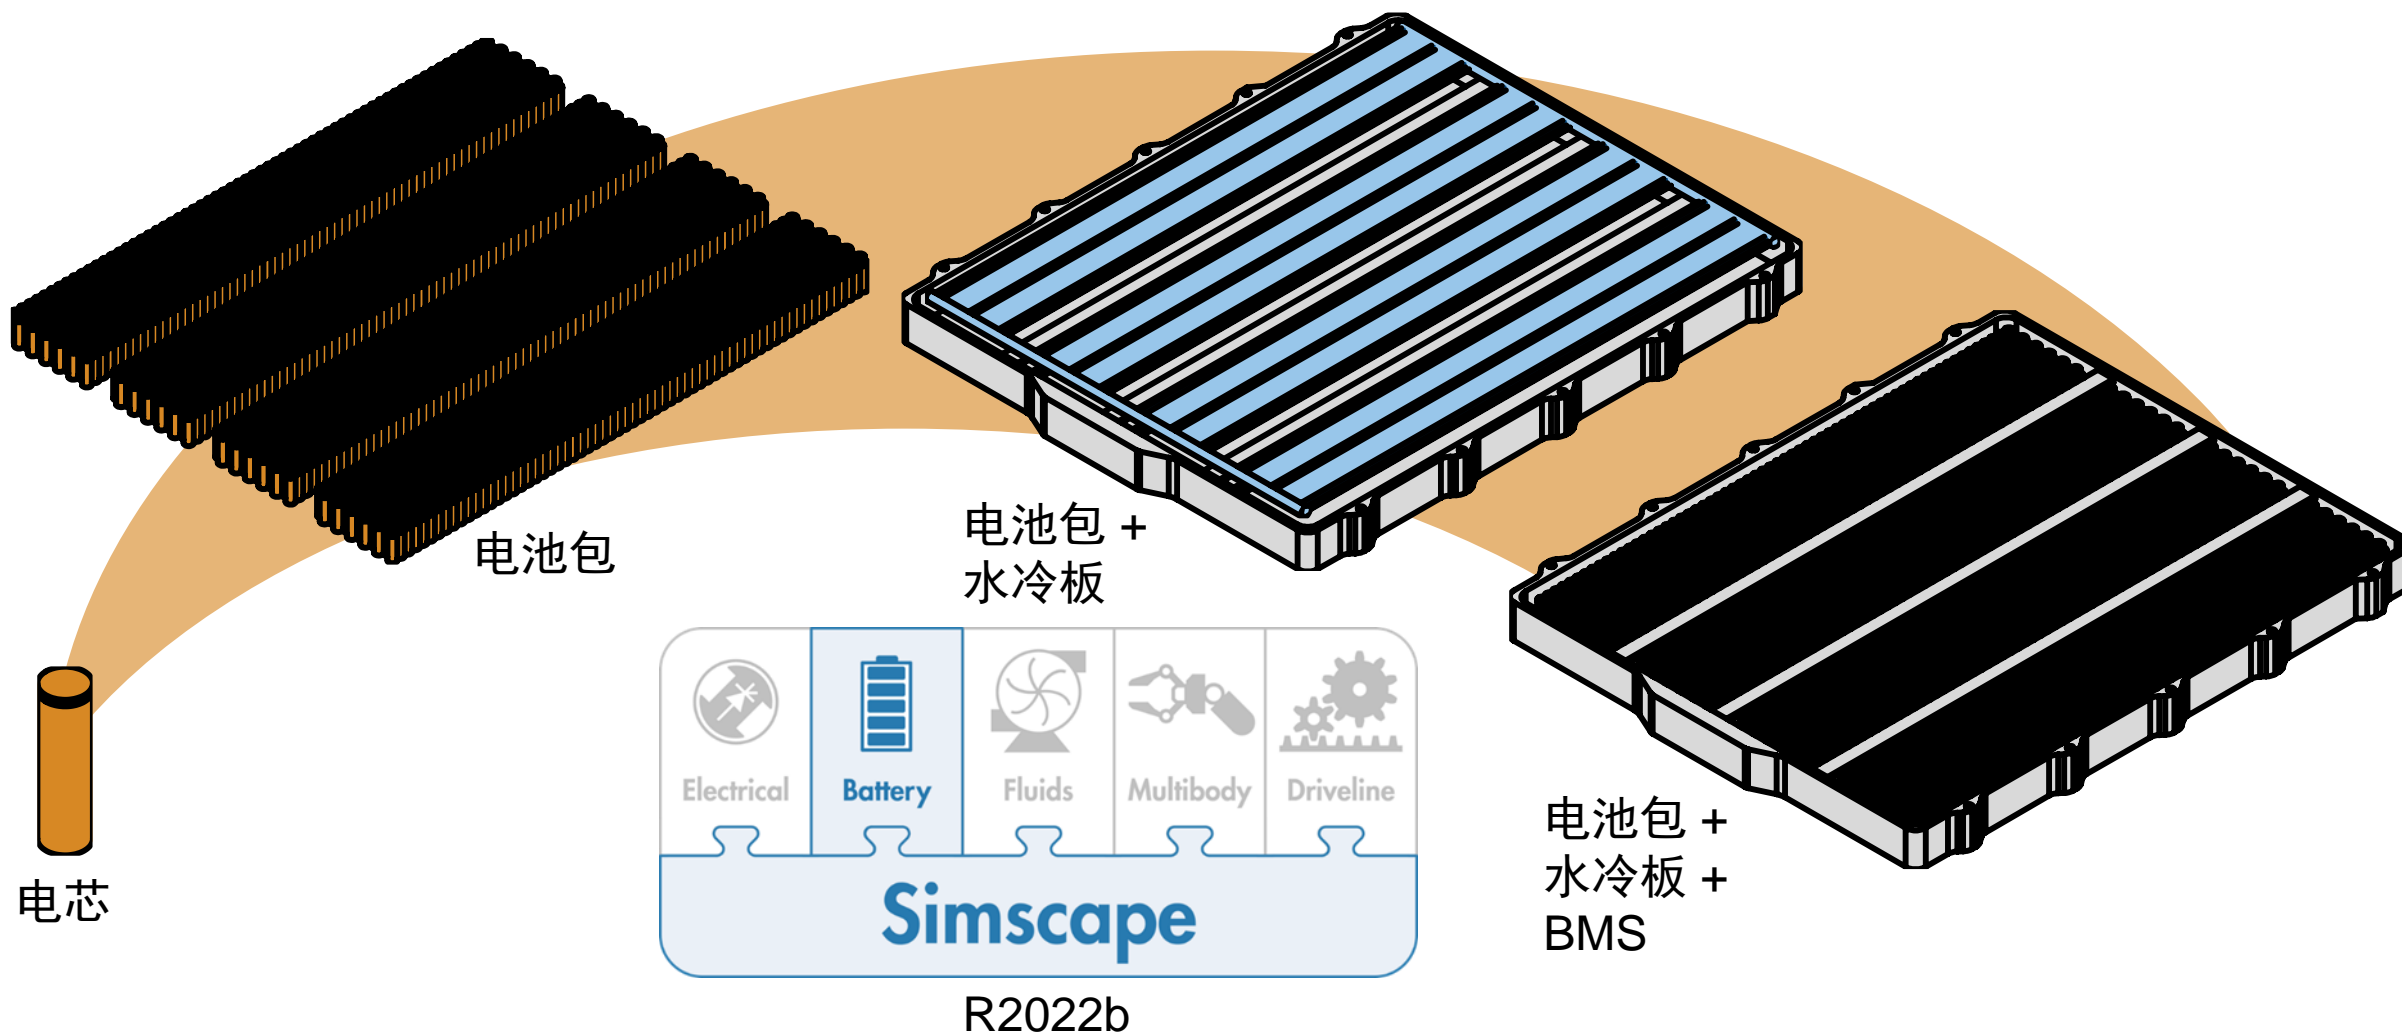 电池包
电池包 +
水冷板
电芯
Electrical
Battery
Fluids
Multibody
Driveline
Simscape
R2022b
电池包 +
水冷板 +
BMS